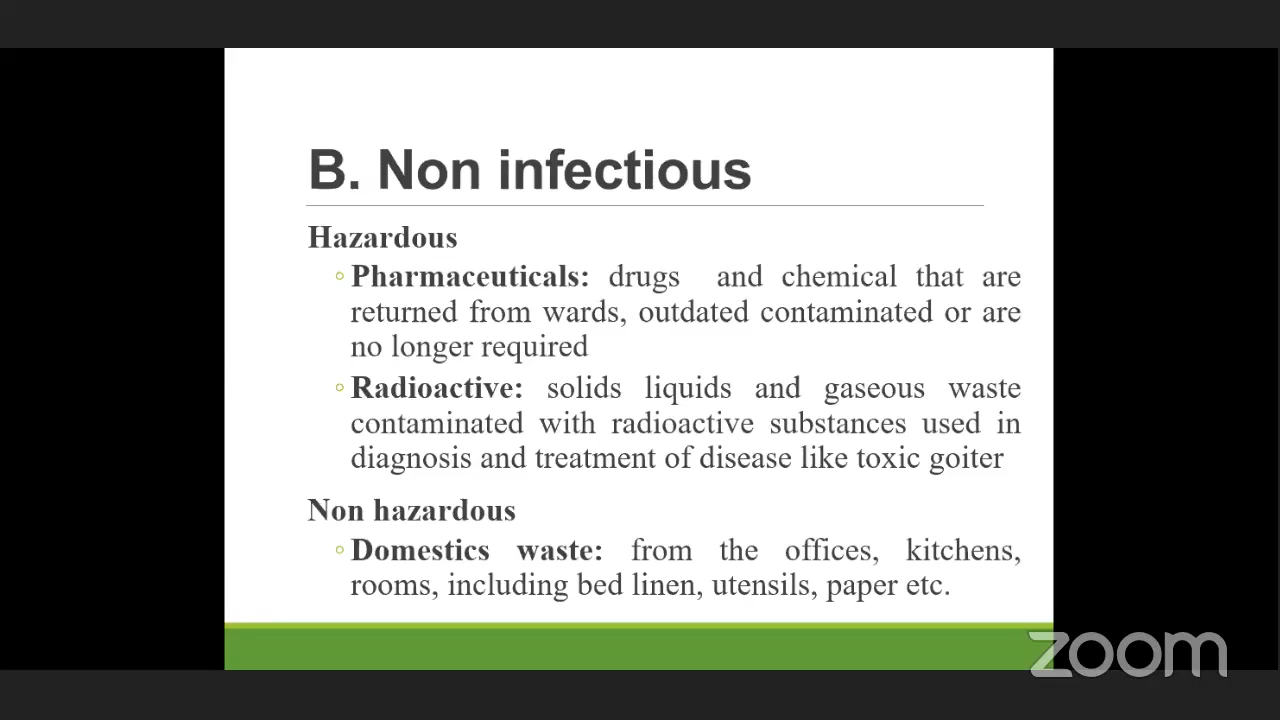 B. Non infectious
Hazardous
Pharmaceuticals: drugs and chemical that are
returned from wards, outdated contaminated or are
no longer required
Radioactive: solids liquids and gaseous waste
contaminated with radioactive substances used in
diagnosis and treatment of disease like toxic goiter
Non hazardous
Domestics waste: from the offices, kitchens,
rooms, including bed linen, utensils, paper etc.
zoom